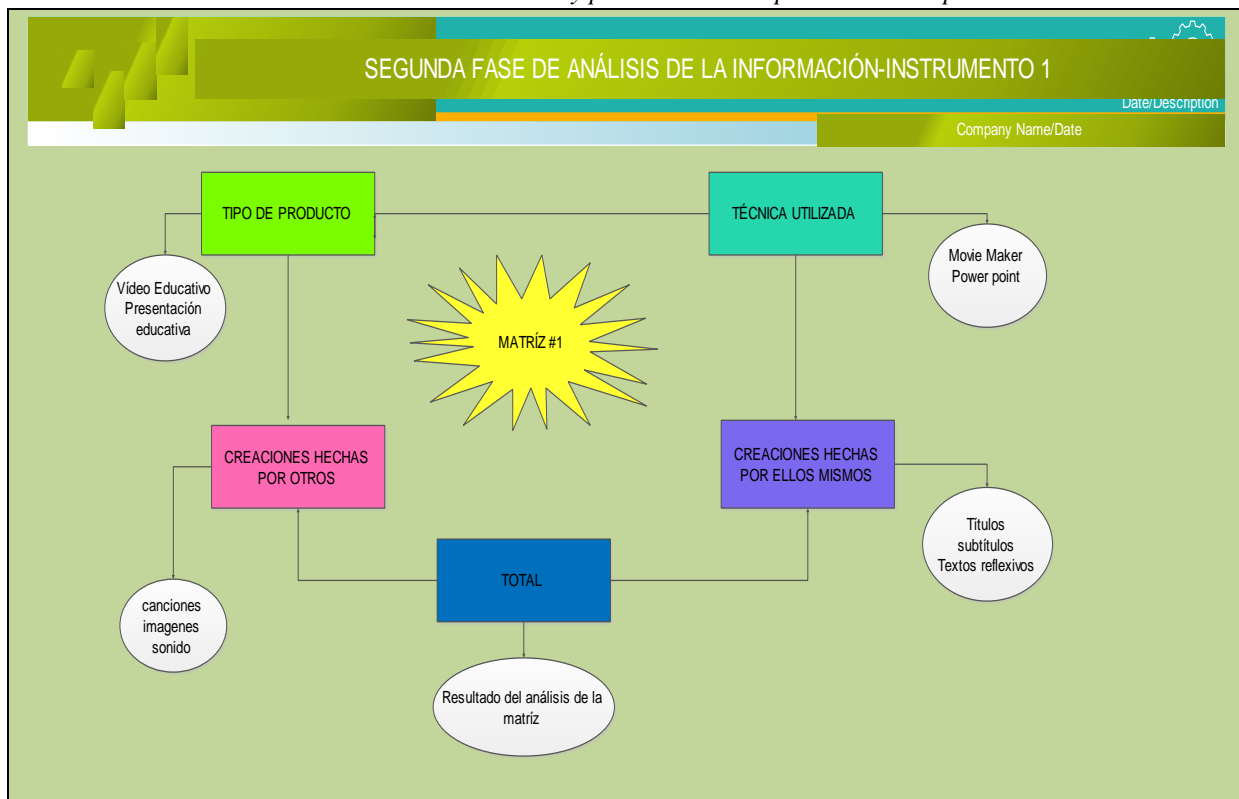 SEGUNDA FASE DE ANÁLISIS DE LA INFORMACIÓN-INSTRUMENTO 1
Date/Description
Company Name/Date
TIPO DE PRODUCTO
TÉCNICA UTILIZADA
Vídeo Educativo
Presentación
educativa
Movie Maker
Power point
MATRÍZ #1
CREACIONES HECHAS
POR OTROS
CREACIONES HECHAS
POR ELLOS MISMOS
canciones
imagenes
sonido
Títulos
subtítulos
Textos reflexivos
TOTAL
Resultado del análisis de la
matríz